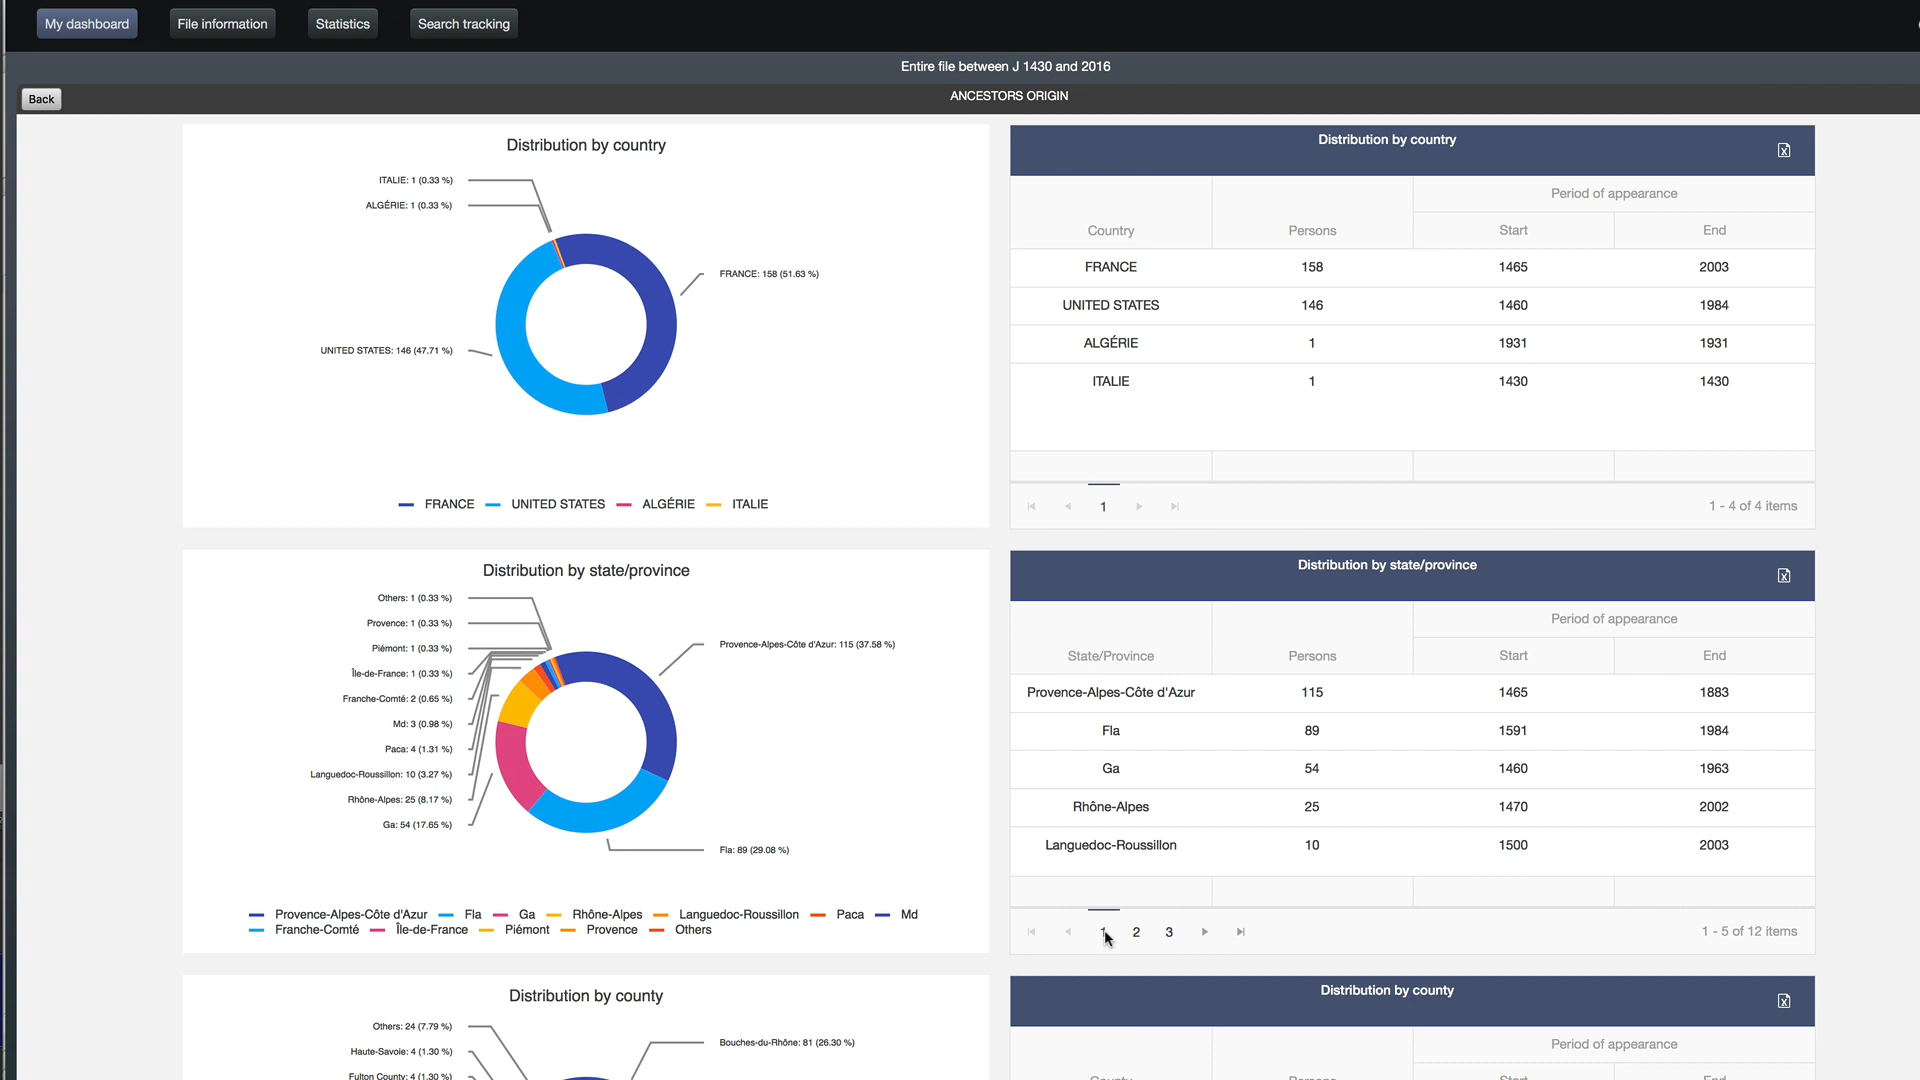 My dashboard
File information
Statistics
Search tracking
Entire file between J 1430 and 2016
Back
ANCESTORS ORIGIN
Distribution by country
ITALIE: 1 (0.33 %)
ALGÉRIE: 1 (0.33 %)
FRANCE: 158 (51.63 %)
UNITED STATES: 146 (47.71 %)
FRANCE UNITED STATES ALGÉRIE ITALIE
Distribution by country
Period of appearance
Country Persons Start End
FRANCE 158 1465 2003
UNITED STATES 146 1460 1984
ALGÉRIE 1 1931 1931
ITALIE 1 1430 1430
1
1 - 4 of 4 items
Distribution by state/province
Others: 1 (0.33 %)
Provence: 1 (0.33 %)
Piémont: 1 (0.33 %)
Île-de-France: 1 (0.33 %)
Franche-Comté: 2 (0.65 %)
Md: 3 (0.98 %)
Paca: 4 (1.31 %)
Languedoc-Roussillon: 10 (3.27 %)
Rhône-Alpes: 25 (8.17 %)
Ga: 54 (17.65 %)
Provence-Alpes-Côte d'Azur: 115 (37.58 %)
Fla: 89 (29.08 %)
Provence-Alpes-Côte d'Azur Fla Ga Rhône-Alpes Languedoc-Roussillon Paca Md
Franche-Comté Île-de-France Piémont Provence Others
Distribution by state/province
Period of appearance
State/Province Persons Start End
Provence-Alpes-Côte d'Azur 115 1465 1883
Fla 89 1591 1984
Ga 54 1460 1963
Rhône-Alpes 25 1470 2002
Languedoc-Roussillon 10 1500 2003
1 2 3
1 - 5 of 12 items
Distribution by county
Others: 24 (7.79 %)
Haute-Savoie: 4 (1.30 %)
Fulton County: 4 (1.30 %)
Bouches-du-Rhône: 81 (26.30 %)
Distribution by county
Period of appearance
County Persons Start End